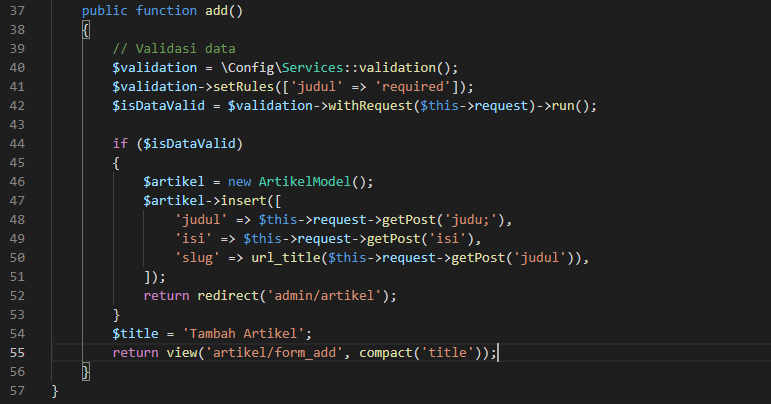 37 public function add()
38 {
39 // Validasi data
40 $validation = \Config\Services::validation();
41 $validation->setRules(['judul' => 'required']);
42 $isDataValid = $validation->withRequest($this->request)->run();
43
44 if ($isDataValid)
45 {
46 $artikel = new ArtikelModel();
47 $artikel->insert([
48 'judul' => $this->request->getPost('judu;'),
49 'isi' => $this->request->getPost('isi'),
50 'slug' => url_title($this->request->getPost('judul')),
51 ]);
52 return redirect('admin/artikel');
53 }
54 $title = 'Tambah Artikel';
55 return view('artikel/form_add', compact('title'));
56 }
57 }